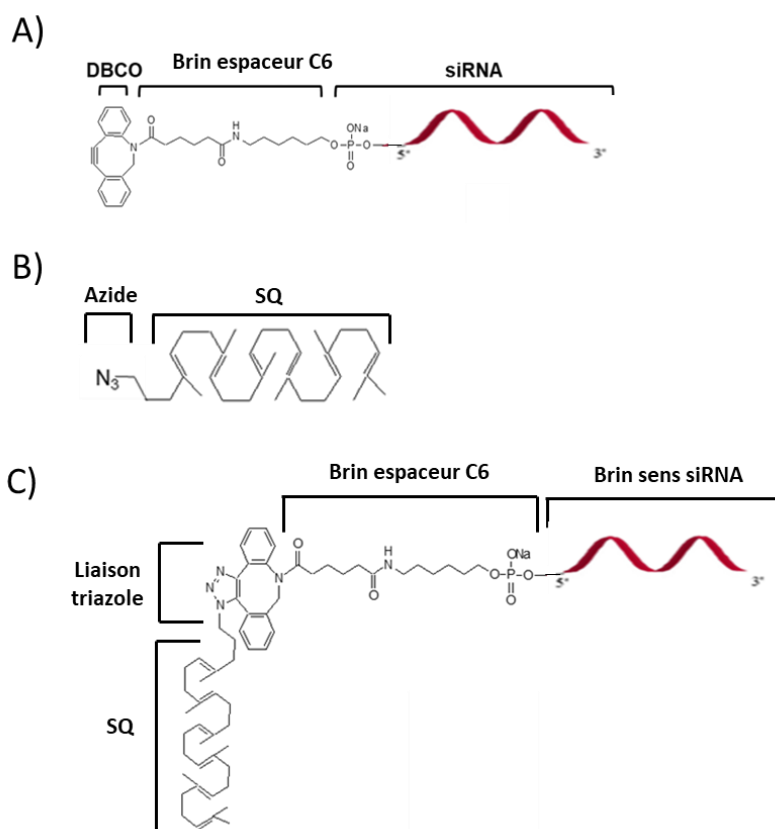 A)
DBCO
Brin espaceur C6
siRNA
O
N
O
H
N
O
ONa
P
O
O
5"
3"
B)
Azide
SQ
N3
C)
Brin espaceur C6
Brin sens siRNA
Liaison
triazole
N
N
N
O
N
O
H
N
O
ONa
P
O
O
5"
3"
SQ